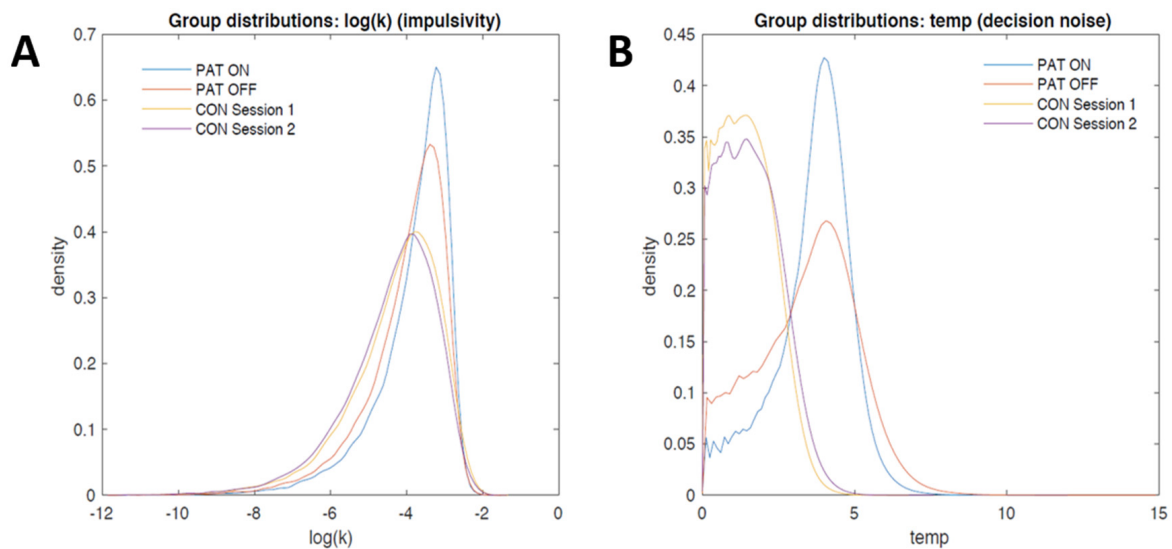 A
Group distributions: log(k) (impulsivity)
0.7
0.6
0.5
0.4
0.3
0.2
0.1
0
density
PAT ON
PAT OFF
CON Session 1
CON Session 2
-12
-10
-8
-6
-4
-2
0
log(k)
B
Group distributions: temp (decision noise)
0.45
0.4
0.35
0.3
0.25
0.2
0.15
0.1
0.05
0
density
PAT ON
PAT OFF
CON Session 1
CON Session 2
0
5
10
15
temp